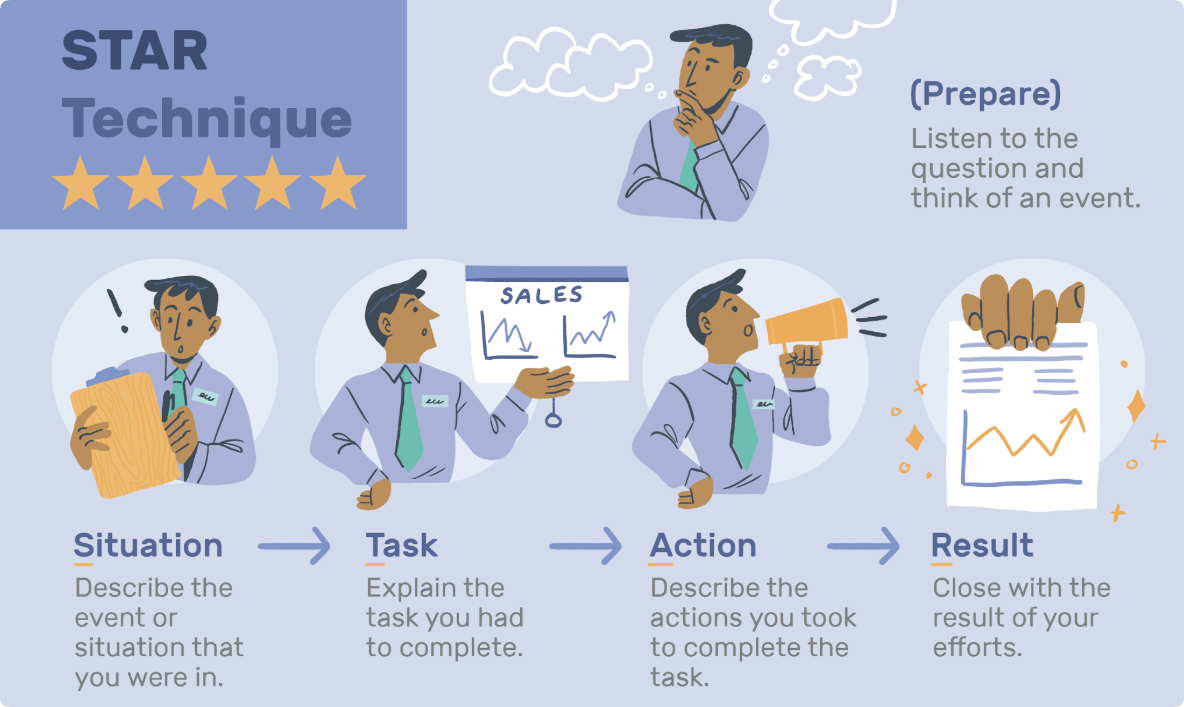 STAR
Technique
(Prepare)
Listen to the
question and
think of an event.
SALES
Situation
Describe the
event or
situation that
you were in.
Task
Explain the
task you had
to complete.
Action
Describe the
actions you took
to complete the
task.
Result
Close with the
result of your
efforts.